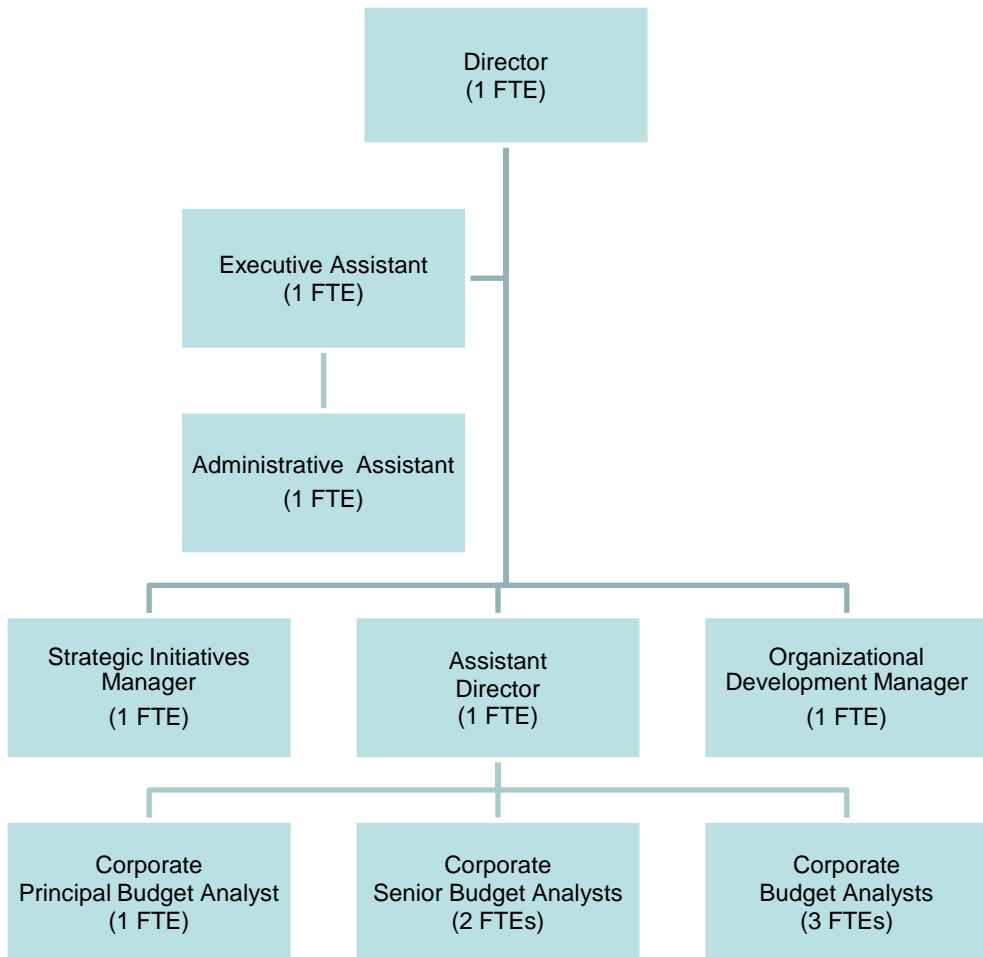 Director
(1 FTE)
Executive Assistant
(1 FTE)
Administrative Assistant
(1 FTE)
Strategic Initiatives
Manager
(1 FTE)
Assistant
Director
(1 FTE)
Organizational
Development Manager
(1 FTE)
Corporate
Principal Budget Analyst
(1 FTE)
Corporate
Senior Budget Analysts
(2 FTEs)
Corporate
Budget Analysts
(3 FTEs)